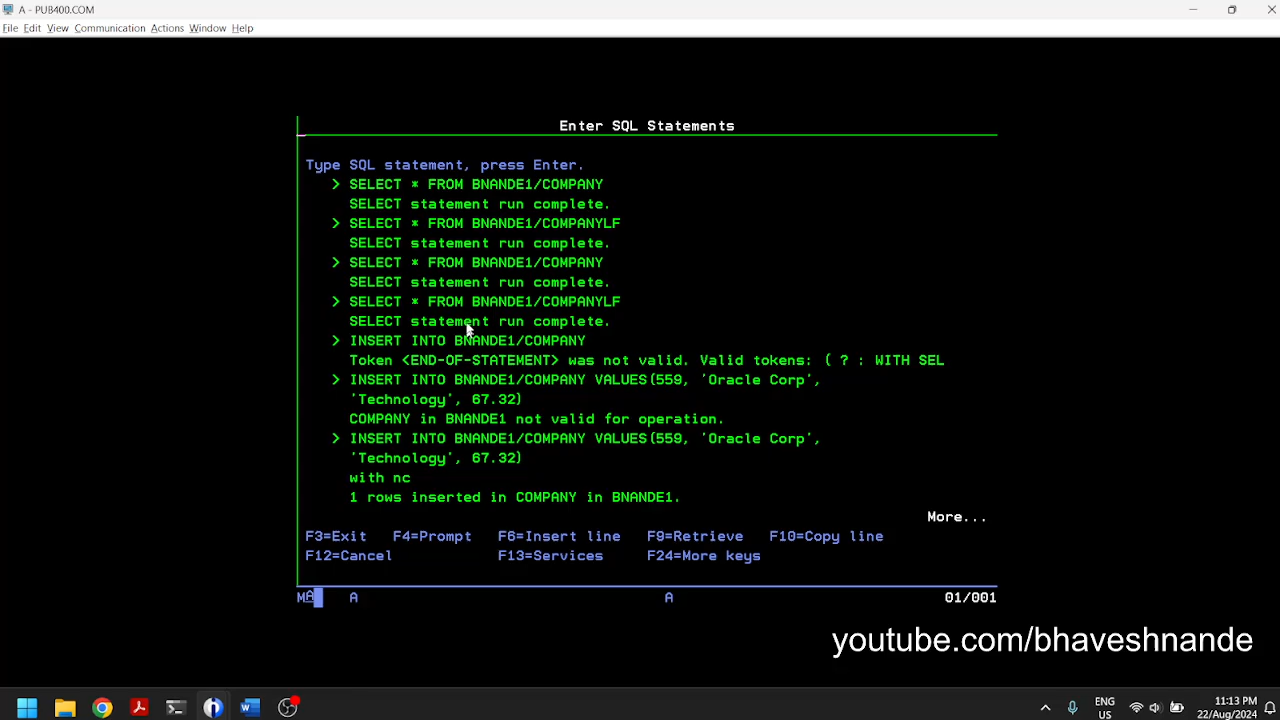 A - PUB400.COM
File Edit View Communication Actions Window Help
Enter SQL Statements
Type SQL statement, press Enter.
> SELECT * FROM BNANDE1/COMPANY
SELECT statement run complete.
> SELECT * FROM BNANDE1/COMPANYLF
SELECT statement run complete.
> SELECT * FROM BNANDE1/COMPANY
SELECT statement run complete.
> SELECT * FROM BNANDE1/COMPANYLF
SELECT statement run complete.
> INSERT INTO BNANDE1/COMPANY
Token <END-OF-STATEMENT> was not valid. Valid tokens: ( ? : WITH SEL
> INSERT INTO BNANDE1/COMPANY VALUES(559, 'Oracle Corp',
'Technology', 67.32)
COMPANY in BNANDE1 not valid for operation.
> INSERT INTO BNANDE1/COMPANY VALUES(559, 'Oracle Corp',
'Technology', 67.32)
with nc
1 rows inserted in COMPANY in BNANDE1.
More...
F3=Exit F4=Prompt F6=Insert line F9=Retrieve F10=Copy line
F12=Cancel F13=Services F24=More keys
MA A A 01/001
youtube.com/bhaveshnande
ENG 11:13 PM
US 22/Aug/2024